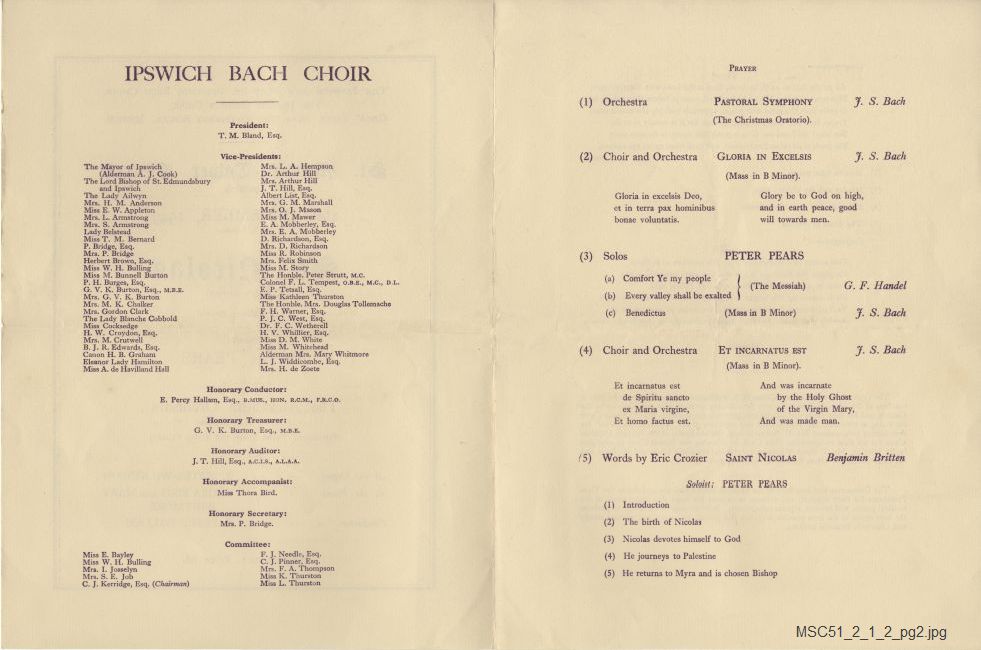 IPSWICH BACH CHOIR
President:
T. M. Bland, Esq.
Vice-Presidents:
The Mayor of Ipswich
(Alderman A. J. Cook)
The Lord Bishop of St. Edmundsbury
and Ipswich
The Lady Ailwyn
Mrs. H. M. Anderson
Miss E. W. Appleton
Mrs. L. Armstrong
Mrs. S. Armstrong
Lady Belstead
Miss T. M. Bernard
P. Bridge, Esq.
Mrs. P. Bridge
Herbert Brown, Esq.
Miss W. H. Bulling
Miss M. Bunnell Burton
P. H. Burges, Esq.
G. V. K. Burton, Esq., M.B.E.
Mrs. G. V. K. Burton
Mrs. M. K. Chalker
Mrs. Gordon Clark
The Lady Blanche Cobbold
Miss Cocksedge
H. W. Croydon, Esq.
Mrs. M. Crutwell
B. J. R. Edwards, Esq.
Canon H. B. Graham
Eleanor Lady Hamilton
Miss A. de Havilland Hall
Mrs. L. A. Hempson
Dr. Arthur Hill
Mrs. Arthur Hill
J. T. Hill, Esq.
Albert List, Esq.
Mrs. G. M. Marshall
Mrs. O. J. Mason
Miss M. Mawer
E. A. Mobberley, Esq.
Mrs. E. A. Mobberley
D. Richardson, Esq.
Mrs. D. Richardson
Miss R. Robinson
Mrs. Felix Smith
Miss M. Story
The Honble. Peter Strutt, M.C.
Colonel F. L. Tempest, O.B.E., M.C., D.L.
E. P. Tetsall, Esq.
Miss Kathleen Thurston
The Honble. Mrs. Douglas Tollemache
F. H. Warner, Esq.
P. J. C. West, Esq.
Dr. F. C. Wetherell
H. V. Whillier, Esq.
Miss D. M. White
Miss M. Whitehead
Alderman Mrs. Mary Whitmore
L. J. Widdicombe, Esq.
Mrs. H. de Zoete
Honorary Conductor:
E. Percy Hallam, Esq., B.MUS., HON. R.C.M., F.R.C.O.
Honorary Treasurer:
G. V. K. Burton, Esq., M.B.E.
Honorary Auditor:
J. T. Hill, Esq., A.C.I.S., A.L.A.A.
Honorary Accompanist:
Miss Thora Bird.
Honorary Secretary:
Mrs. P. Bridge.
Committee:
Miss E. Bayley
Miss W. H. Bulling
Mrs. I. Josselyn
Mrs. S. E. Job
C. J. Kerridge, Esq. (Chairman)
F. J. Needle, Esq.
C. J. Pinner, Esq.
Mrs. F. A. Thompson
Miss K. Thurston
Miss L. Thurston
PRAYER
(1) Orchestra PASTORAL SYMPHONY J. S. Bach
(The Christmas Oratorio).
(2) Choir and Orchestra GLORIA IN EXCELSIS J. S. Bach
(Mass in B Minor).
Gloria in excelsis Deo,
et in terra pax hominibus
bonae voluntatis.
Glory be to God on high,
and in earth peace, good
will towards men.
(3) Solos PETER PEARS
(a) Comfort Ye my people
(b) Every valley shall be exalted
(The Messiah) G. F. Handel
(c) Benedictus (Mass in B Minor) J. S. Bach
(4) Choir and Orchestra ET INCARNATUS EST J. S. Bach
(Mass in B Minor).
Et incarnatus est
de Spiritu sancto
ex Maria virgine,
Et homo factus est.
And was incarnate
by the Holy Ghost
of the Virgin Mary,
And was made man.
(5) Words by Eric Crozier SAINT NICOLAS Benjamin Britten
Soloist: PETER PEARS
(1) Introduction
(2) The birth of Nicolas
(3) Nicolas devotes himself to God
(4) He journeys to Palestine
(5) He returns to Myra and is chosen Bishop
MSC51_2_1_2_pg2.jpg